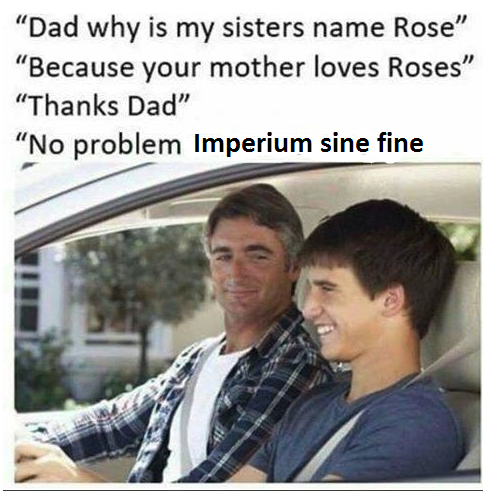 “Dad why is my sisters name Rose”
“Because your mother loves Roses”
“Thanks Dad”
“No problem Imperium sine fine